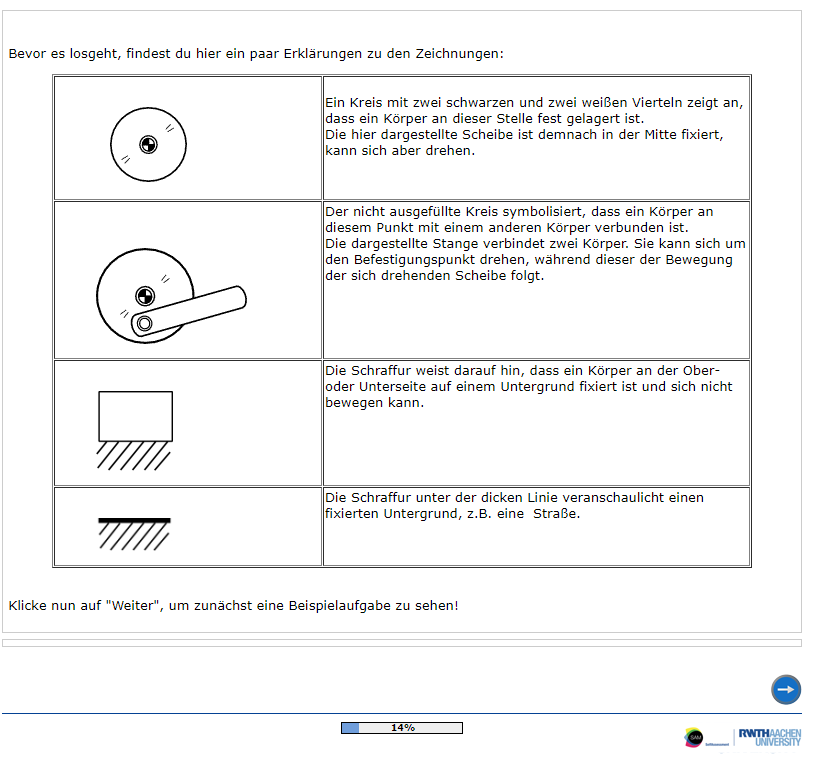 Bevor es losgeht, findest du hier ein paar Erklärungen zu den Zeichnungen:
Ein Kreis mit zwei schwarzen und zwei weißen Vierteln zeigt an,
dass ein Körper an dieser Stelle fest gelagert ist.
Die hier dargestellte Scheibe ist demnach in der Mitte fixiert,
kann sich aber drehen.
Der nicht ausgefüllte Kreis symbolisiert, dass ein Körper an
diesem Punkt mit einem anderen Körper verbunden ist.
Die dargestellte Stange verbindet zwei Körper. Sie kann sich um
den Befestigungspunkt drehen, während dieser der Bewegung
der sich drehenden Scheibe folgt.
Die Schraffur weist darauf hin, dass ein Körper an der Ober-
oder Unterseite auf einem Untergrund fixiert ist und sich nicht
bewegen kann.
Die Schraffur unter der dicken Linie veranschaulicht einen
fixierten Untergrund, z.B. eine  Straße.
Klicke nun auf "Weiter", um zunächst eine Beispielaufgabe zu sehen!
14%
SAM
RWTHAACHEN
UNIVERSITY